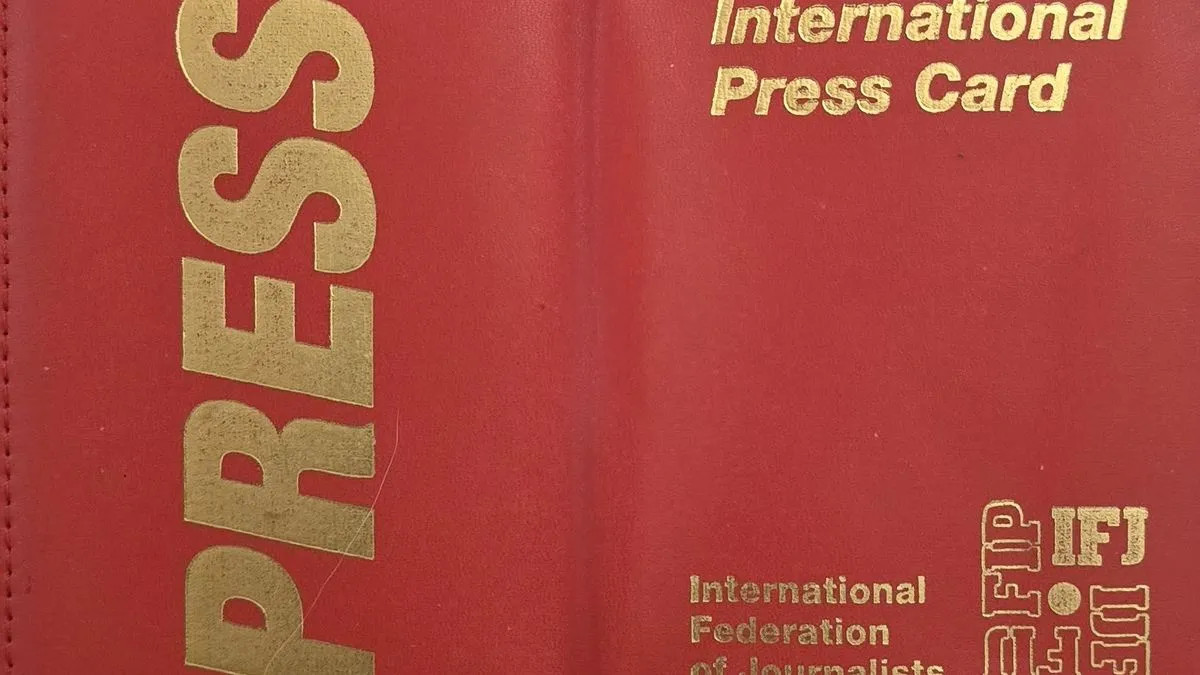 PRESS
International
Press Card
International
Federation
of Journalists
IFJ
FIP